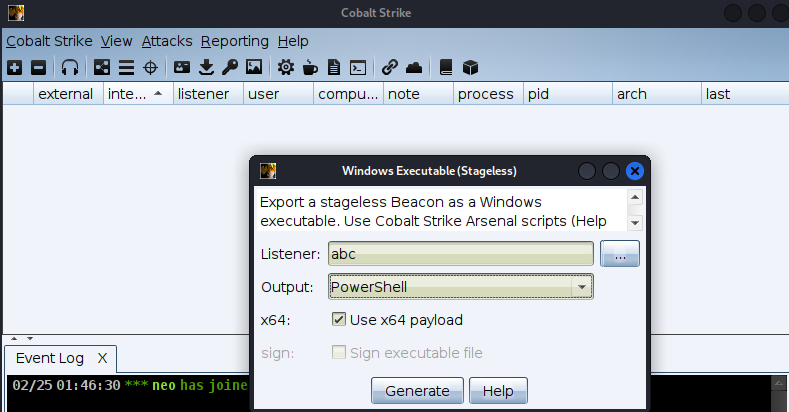 Cobalt Strike
Cobalt Strike View Attacks Reporting Help
external inte... listener user compu... note process pid arch last
Windows Executable (Stageless)
Export a stageless Beacon as a Windows
executable. Use Cobalt Strike Arsenal scripts (Help
Listener: abc ...
Output: PowerShell
x64: Use x64 payload
sign: Sign executable file
Generate Help
Event Log X
02/25 01:46:30 *** neo has joine